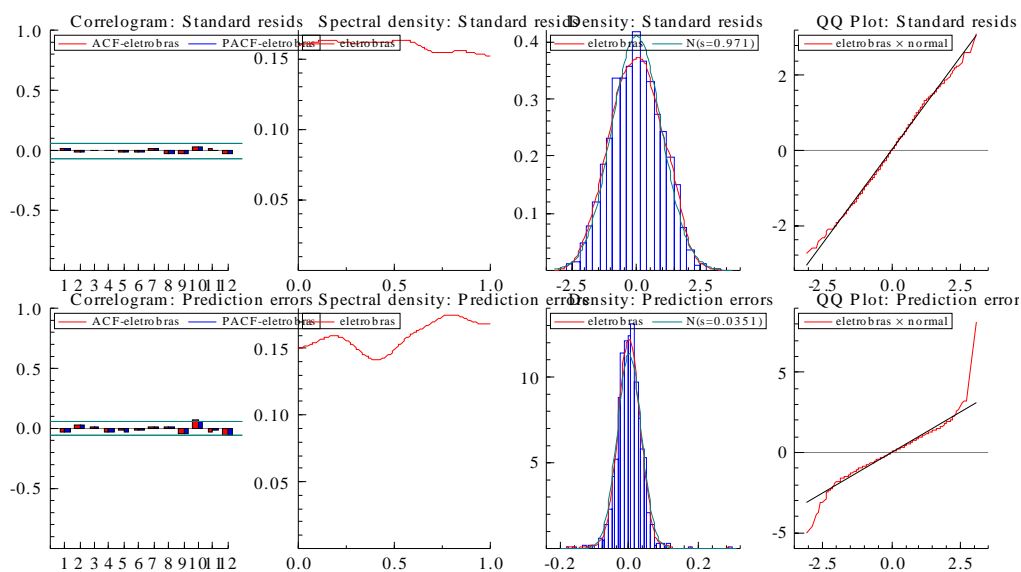 Correlogram: Standard resids
ACF-eletrobras PACF-eletrobras
1.0
0.5
0.0
-0.5
1 2 3 4 5 6 7 8 9 10 11 12
Spectral density: Standard resids
eletrobras
0.15
0.10
0.05
0.0 0.5 1.0
Density: Standard resids
eletrobras N(s=0.971)
0.4
0.3
0.2
0.1
-2.5 0.0 2.5
QQ Plot: Standard resids
eletrobras × normal
2
0
-2
-2.5 0.0 2.5
Correlogram: Prediction errors
ACF-eletrobras PACF-eletrobras
1.0
0.5
0.0
-0.5
1 2 3 4 5 6 7 8 9 10 11 12
Spectral density: Prediction errors
eletrobras
0.15
0.10
0.05
0.0 0.5 1.0
Density: Prediction errors
eletrobras N(s=0.0351)
10
5
-0.2 0.0 0.2
QQ Plot: Prediction error
eletrobras × normal
5
0
-5
-2.5 0.0 2.5